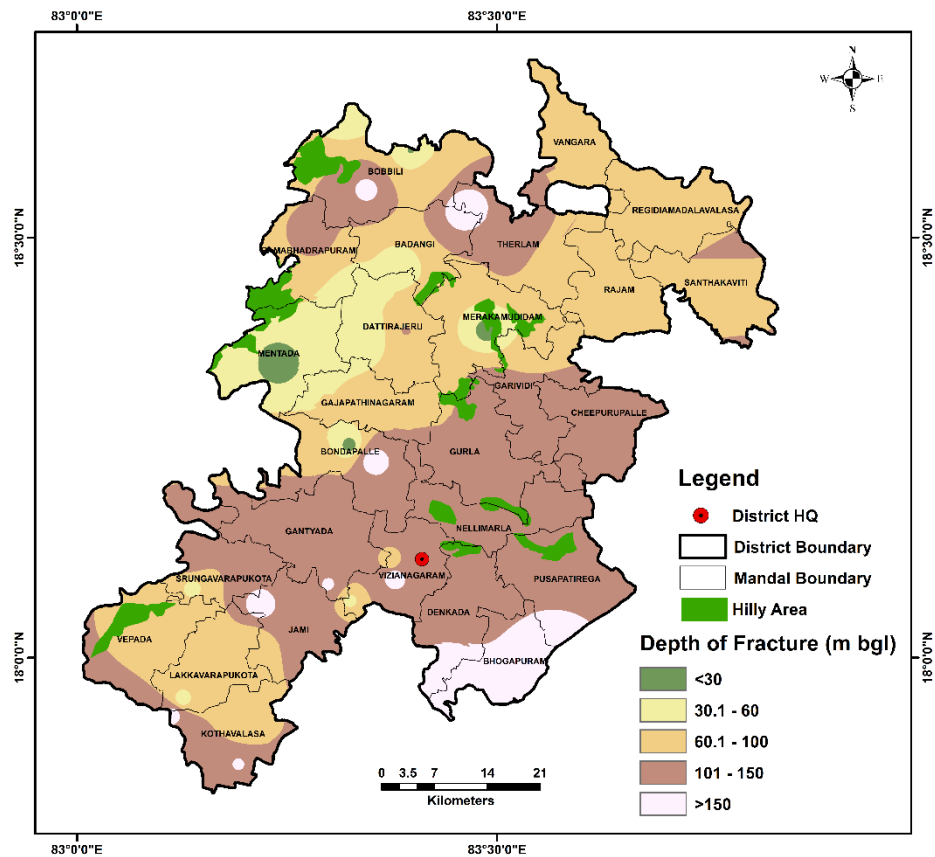 83°0'0"E
83°30'0"E
N
W
E
S
VANGARA
BOBBILI
REGIDIAMADALAVALASA
18°30'0"N
18°30'0"N
BADANGI
THERLAM
RAMABHADRAPURAM
SANTHAKAVITI
RAJAM
MERAKAMUDIDAM
DATTIRAJERU
MENTADA
GARIVIDI
GAJAPATHINAGARAM
CHEEPURUPALLE
BONDAPALLE
GURLA
NELLIMARLA
GANTYADA
VIZIANAGARAM
SRUNGAVARAPUKOTA
PUSAPATIREGA
DENKADA
JAMI
VEPADA
BHOGAPURAM
LAKKAVARAPUKOTA
KOTHAVALASA
18°0'0"N
18°0'0"N
Legend
District HQ
District Boundary
Mandal Boundary
Hilly Area
Depth of Fracture (m bgl)
<30
30.1 - 60
60.1 - 100
101 - 150
>150
0 3.5 7 14 21
Kilometers
83°0'0"E
83°30'0"E